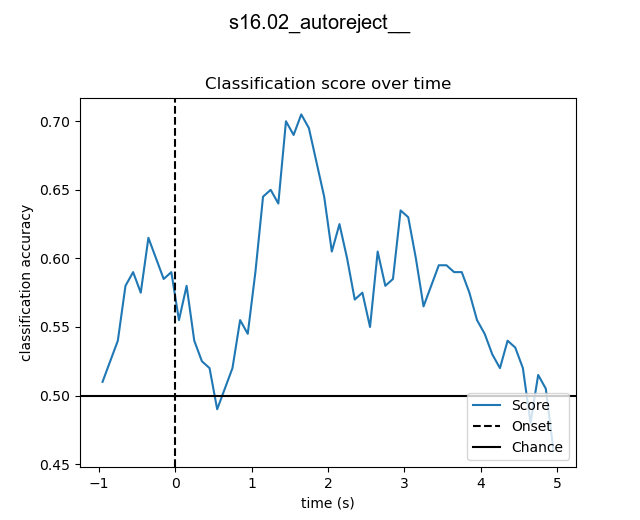 s16.02_autoreject__
Classification score over time
classification accuracy
0.70
0.65
0.60
0.55
0.50
0.45
−1
0
1
2
3
4
5
time (s)
Score
Onset
Chance